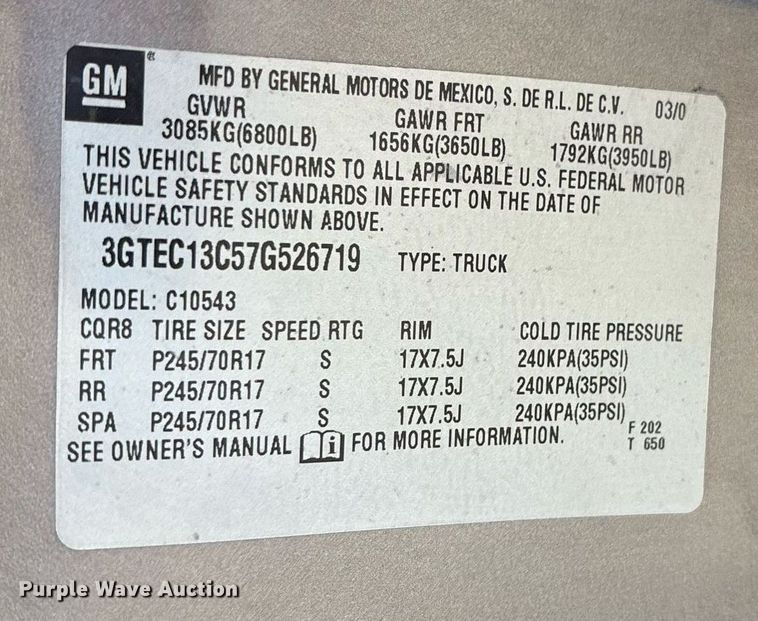 GM
MFD BY GENERAL MOTORS DE MEXICO, S. DE R.L. DE C.V. 03/0
GVWR GAWR FRT GAWR RR
3085KG(6800LB) 1656KG(3650LB) 1792KG(3950LB)
THIS VEHICLE CONFORMS TO ALL APPLICABLE U.S. FEDERAL MOTOR
VEHICLE SAFETY STANDARDS IN EFFECT ON THE DATE OF
MANUFACTURE SHOWN ABOVE.
3GTEC13C57G526719 TYPE: TRUCK
MODEL: C10543
CQR8 TIRE SIZE SPEED RTG RIM COLD TIRE PRESSURE
FRT P245/70R17 S 17X7.5J 240KPA(35PSI)
RR P245/70R17 S 17X7.5J 240KPA(35PSI)
SPA P245/70R17 S 17X7.5J 240KPA(35PSI)
SEE OWNER'S MANUAL i FOR MORE INFORMATION.
F 202
T 650
Purple Wave Auction